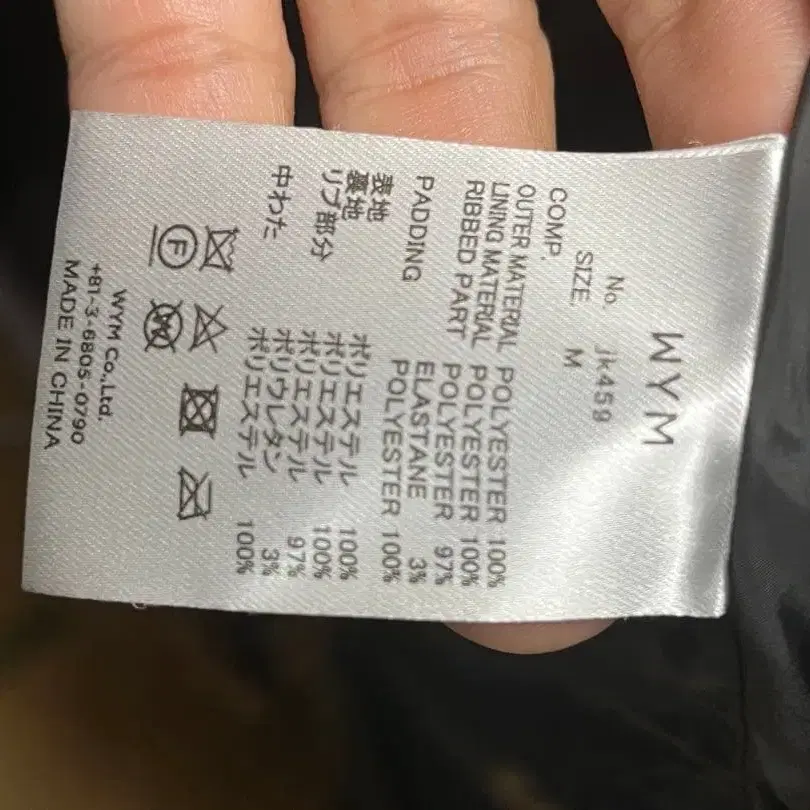 WYM
No. jk459
SIZE M
COMP.
OUTER MATERIAL POLYESTER 100%
LINING MATERIAL POLYESTER 100%
RIBBED PART POLYESTER 97%
ELASTANE 3%
PADDING POLYESTER 100%
表地 ポリエステル 100%
裏地 ポリエステル 100%
リブ部分 ポリエステル 97%
ポリウレタン 3%
中わた ポリエステル 100%
F
W
WYM Co.,Ltd.
+81-3-6805-0790
MADE IN CHINA